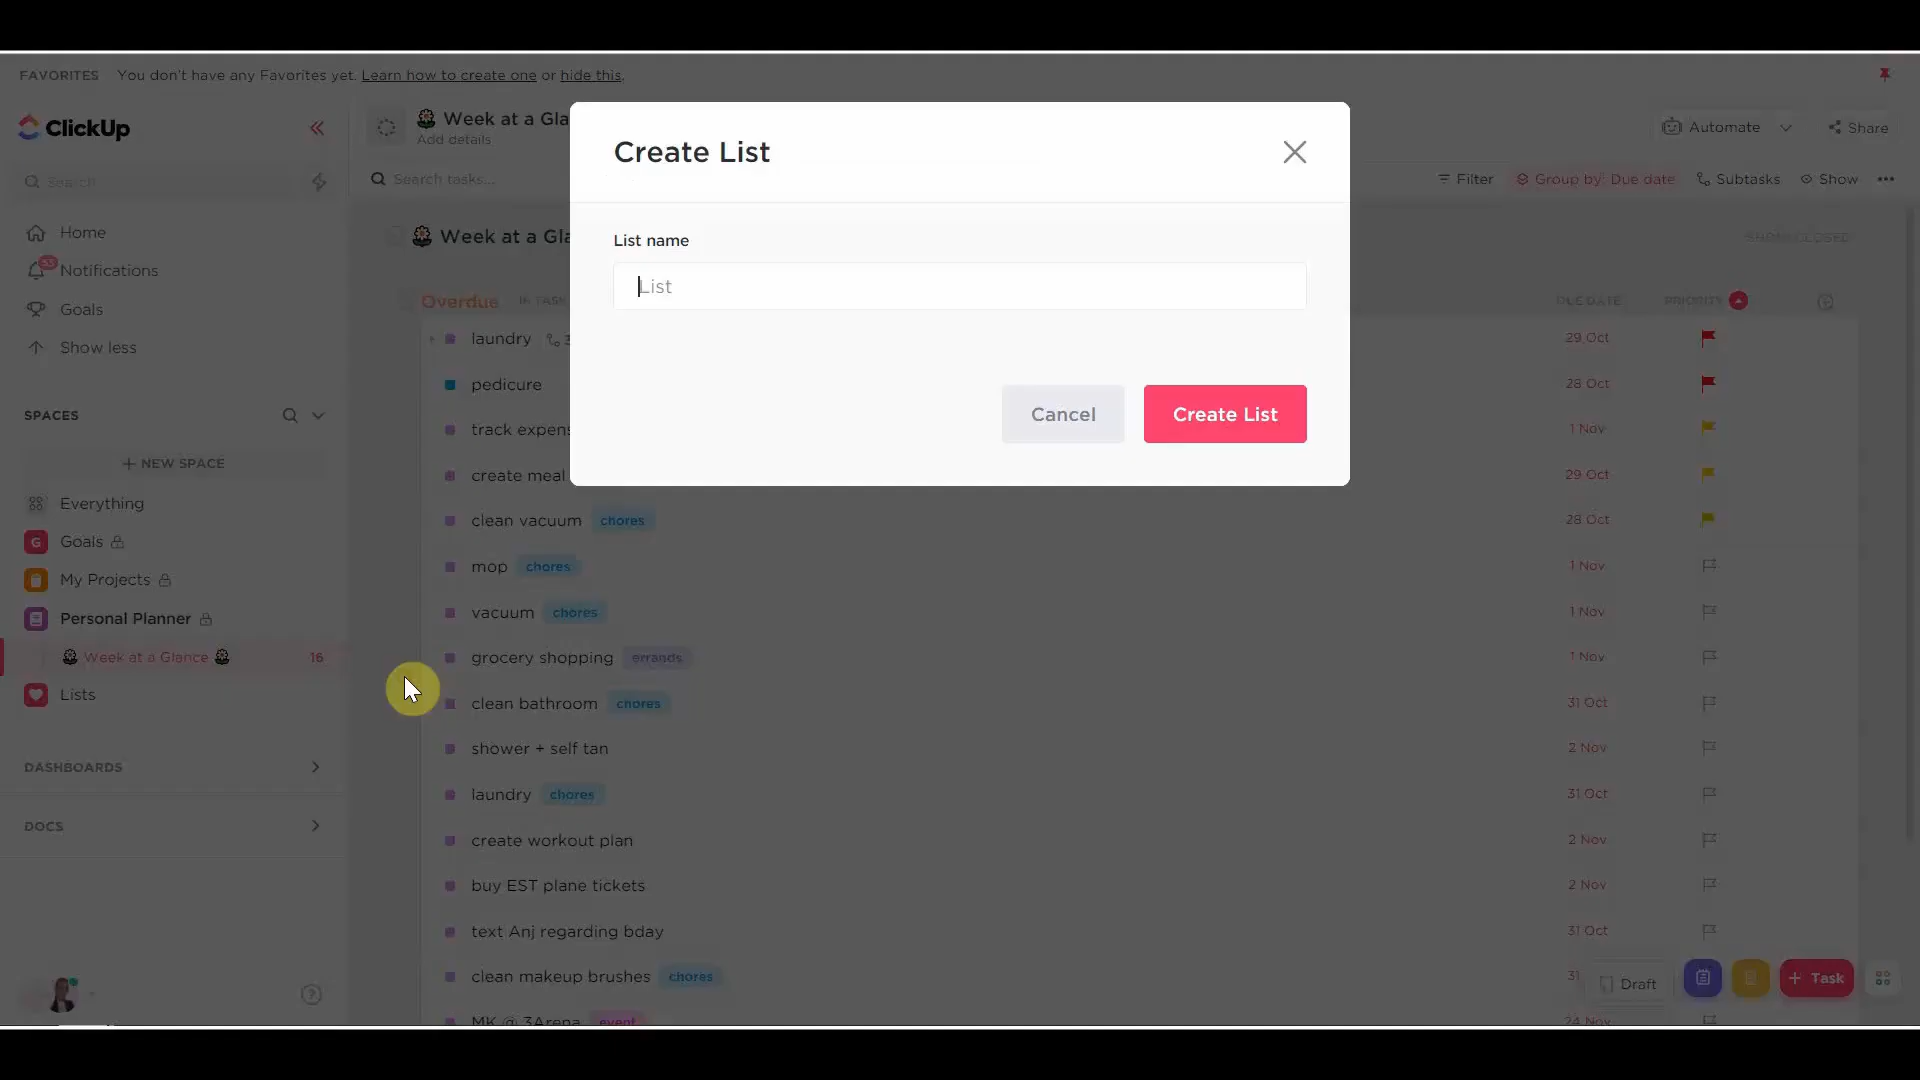 FAVORITES You don't have any Favorites yet. Learn how to create one or hide this.
ClickUp
Week at a Gla
Add details
Automate
Share
Search
Search tasks...
Filter
Group by: Due date
Subtasks
Show
Create List
List name
List
Cancel
Create List
Home
53
Notifications
Goals
Show less
SPACES
+ NEW SPACE
Everything
G Goals
My Projects
Personal Planner
Week at a Glance 16
Lists
DASHBOARDS
DOCS
Week at a Gla
SHOW CLOSED
Overdue IN TASK DUE DATE PRIORITY
laundry 3 29 Oct
pedicure 28 Oct
track expens 1 Nov
create meal 29 Oct
clean vacuum chores 28 Oct
mop chores 1 Nov
vacuum chores 1 Nov
grocery shopping errands 1 Nov
clean bathroom chores 31 Oct
shower + self tan 2 Nov
laundry chores 31 Oct
create workout plan 2 Nov
buy EST plane tickets 2 Nov
text Anj regarding bday 31 Oct
clean makeup brushes chores 31
MK @ 3Arena event 24 Nov
Draft
+ Task